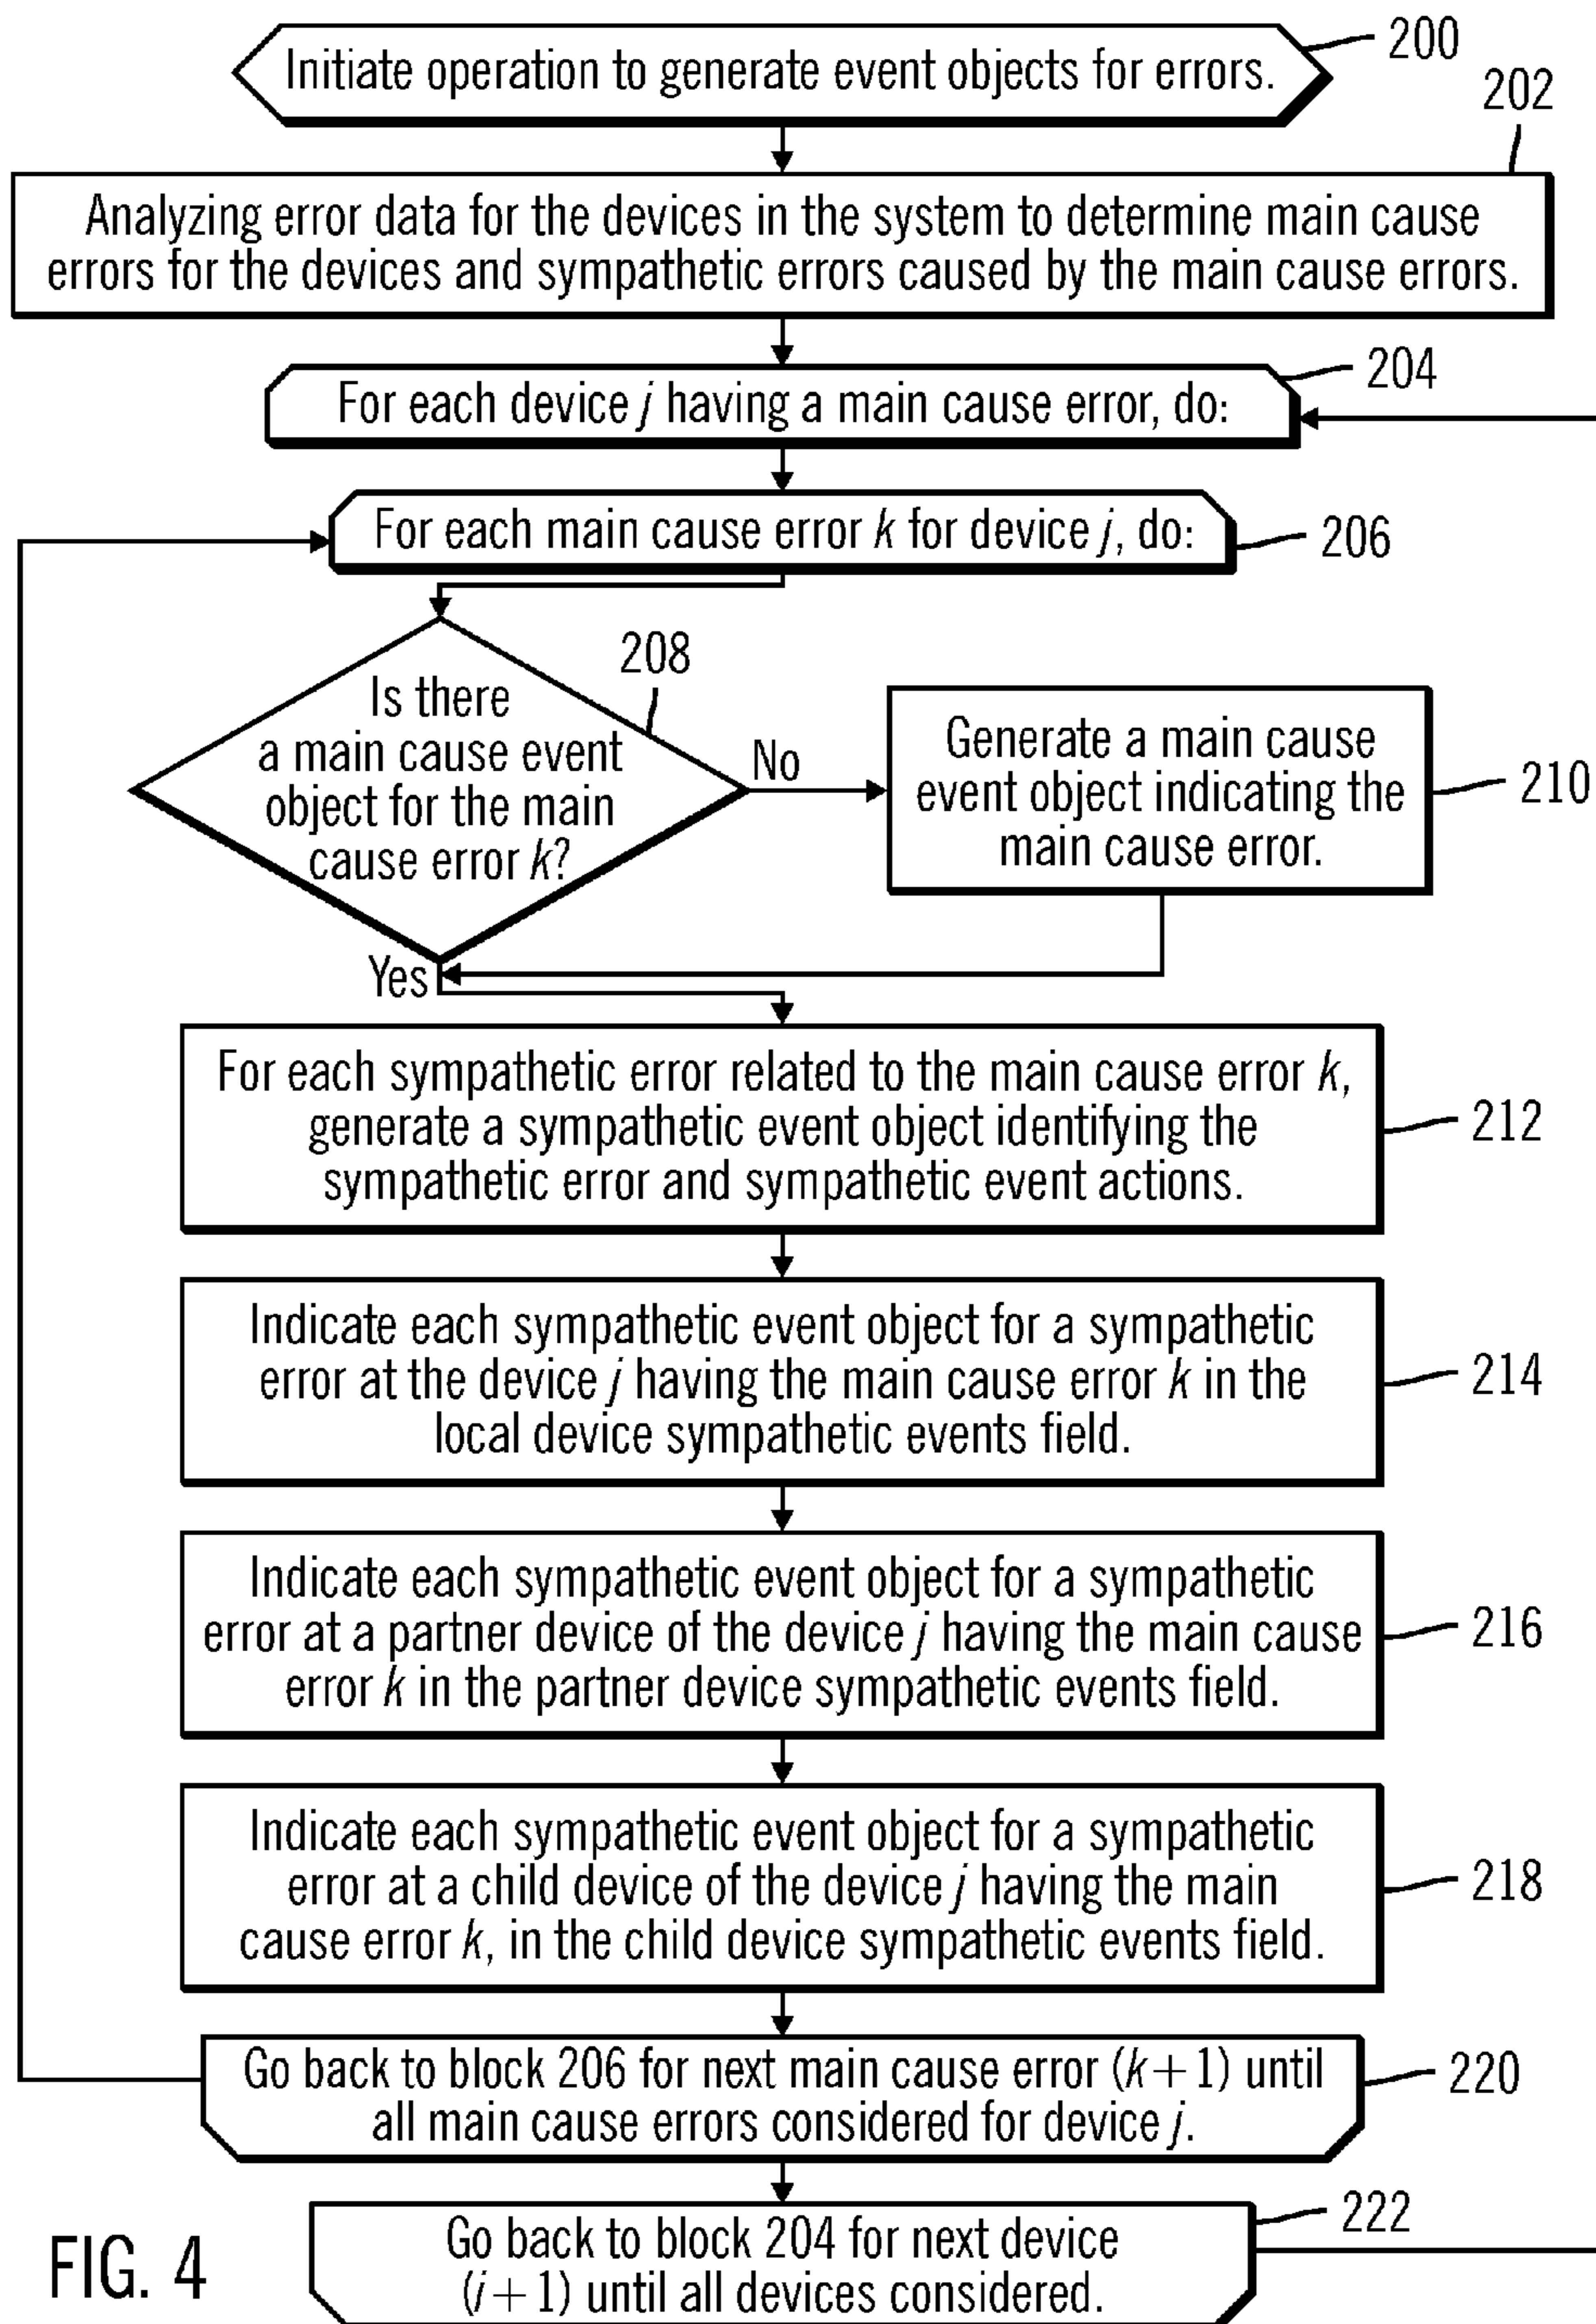 Initiate operation to generate event objects for errors.
200
202
Analyzing error data for the devices in the system to determine main cause
errors for the devices and sympathetic errors caused by the main cause errors.
204
For each device j having a main cause error, do:
For each main cause error k for device j, do:
206
208
Is there
a main cause event
object for the main
cause error k?
No
Generate a main cause
event object indicating the
main cause error.
210
Yes
For each sympathetic error related to the main cause error k,
generate a sympathetic event object identifying the
sympathetic error and sympathetic event actions.
212
Indicate each sympathetic event object for a sympathetic
error at the device j having the main cause error k in the
local device sympathetic events field.
214
Indicate each sympathetic event object for a sympathetic
error at a partner device of the device j having the main cause
error k in the partner device sympathetic events field.
216
Indicate each sympathetic event object for a sympathetic
error at a child device of the device j having the main
cause error k, in the child device sympathetic events field.
218
Go back to block 206 for next main cause error (k+1) until
all main cause errors considered for device j.
220
222
Go back to block 204 for next device
(i+1) until all devices considered.
FIG. 4